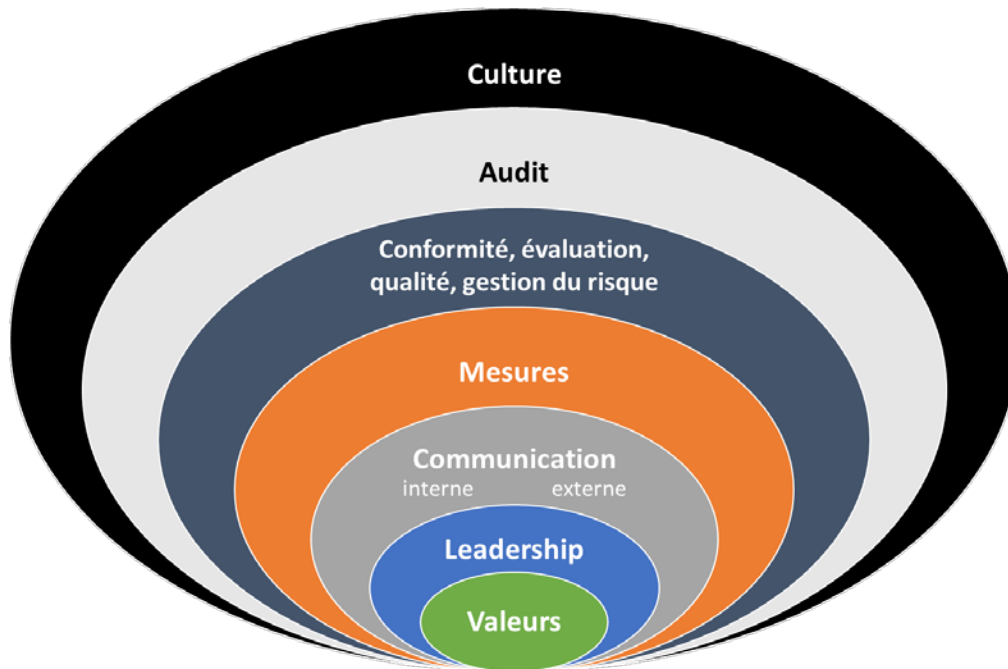 Culture
Audit
Conformité, évaluation,
qualité, gestion du risque
Mesures
Communication
interne externe
Leadership
Valeurs